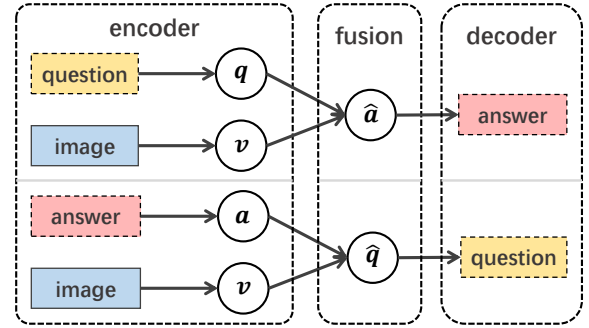 encoder fusion decoder
question q
image v
â answer
answer a
image v
q̂ question